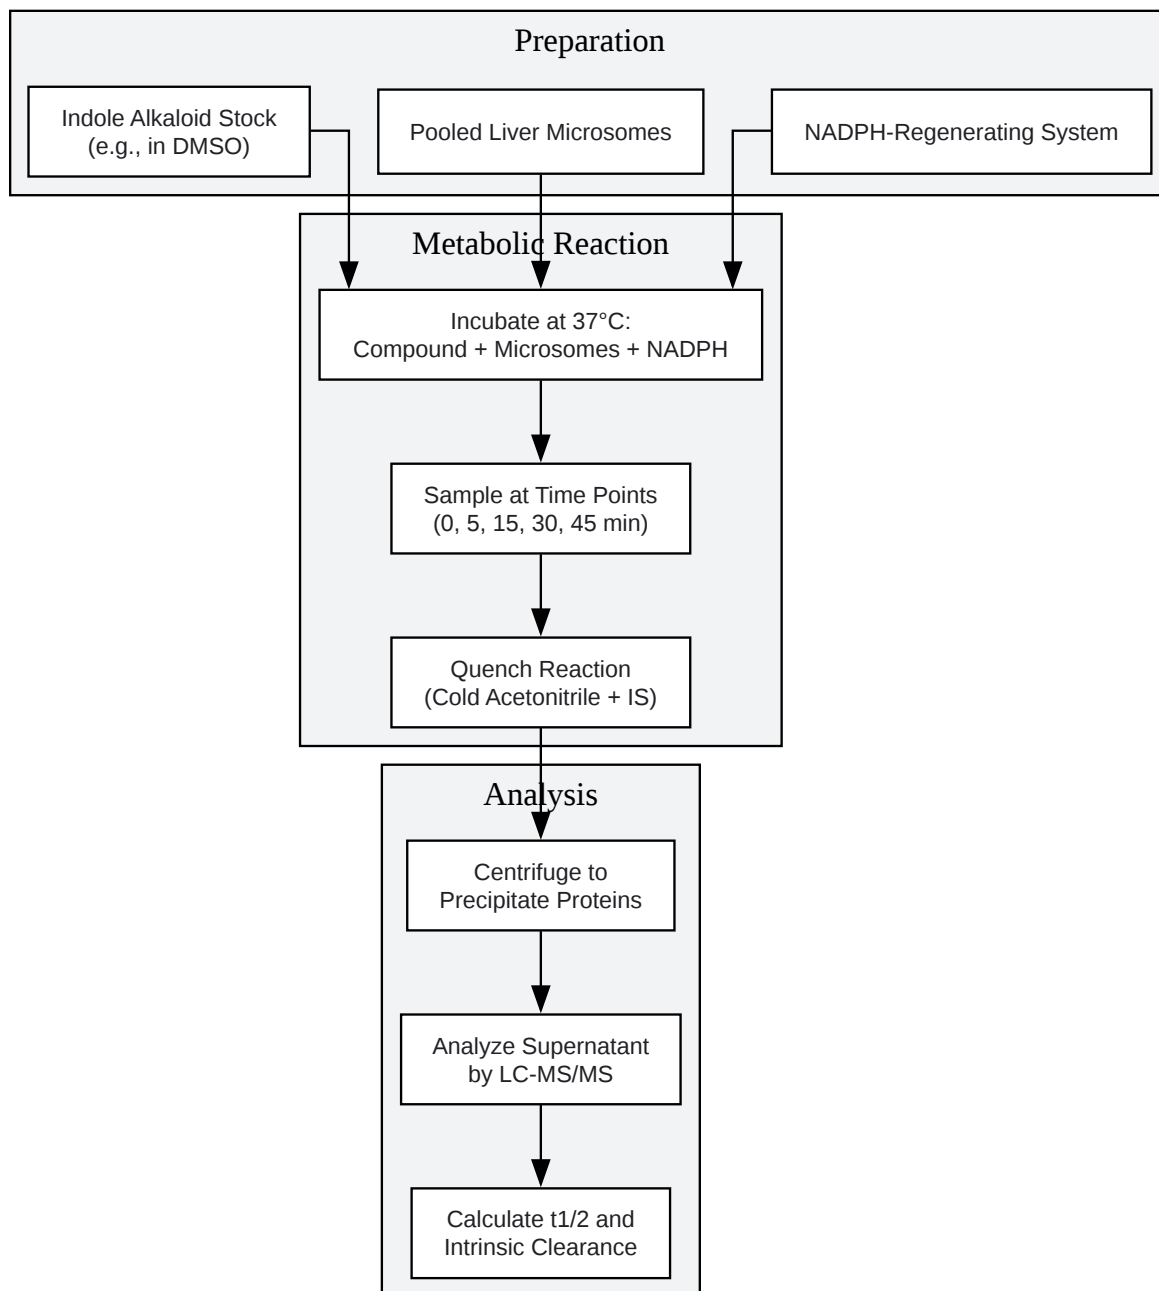 Preparation
Indole Alkaloid Stock
(e.g., in DMSO)
Pooled Liver Microsomes
NADPH-Regenerating System
Metabolic Reaction
Incubate at 37°C:
Compound + Microsomes + NADPH
Sample at Time Points
(0, 5, 15, 30, 45 min)
Quench Reaction
(Cold Acetonitrile + IS)
Analysis
Centrifuge to
Precipitate Proteins
Analyze Supernatant
by LC-MS/MS
Calculate t1/2 and
Intrinsic Clearance